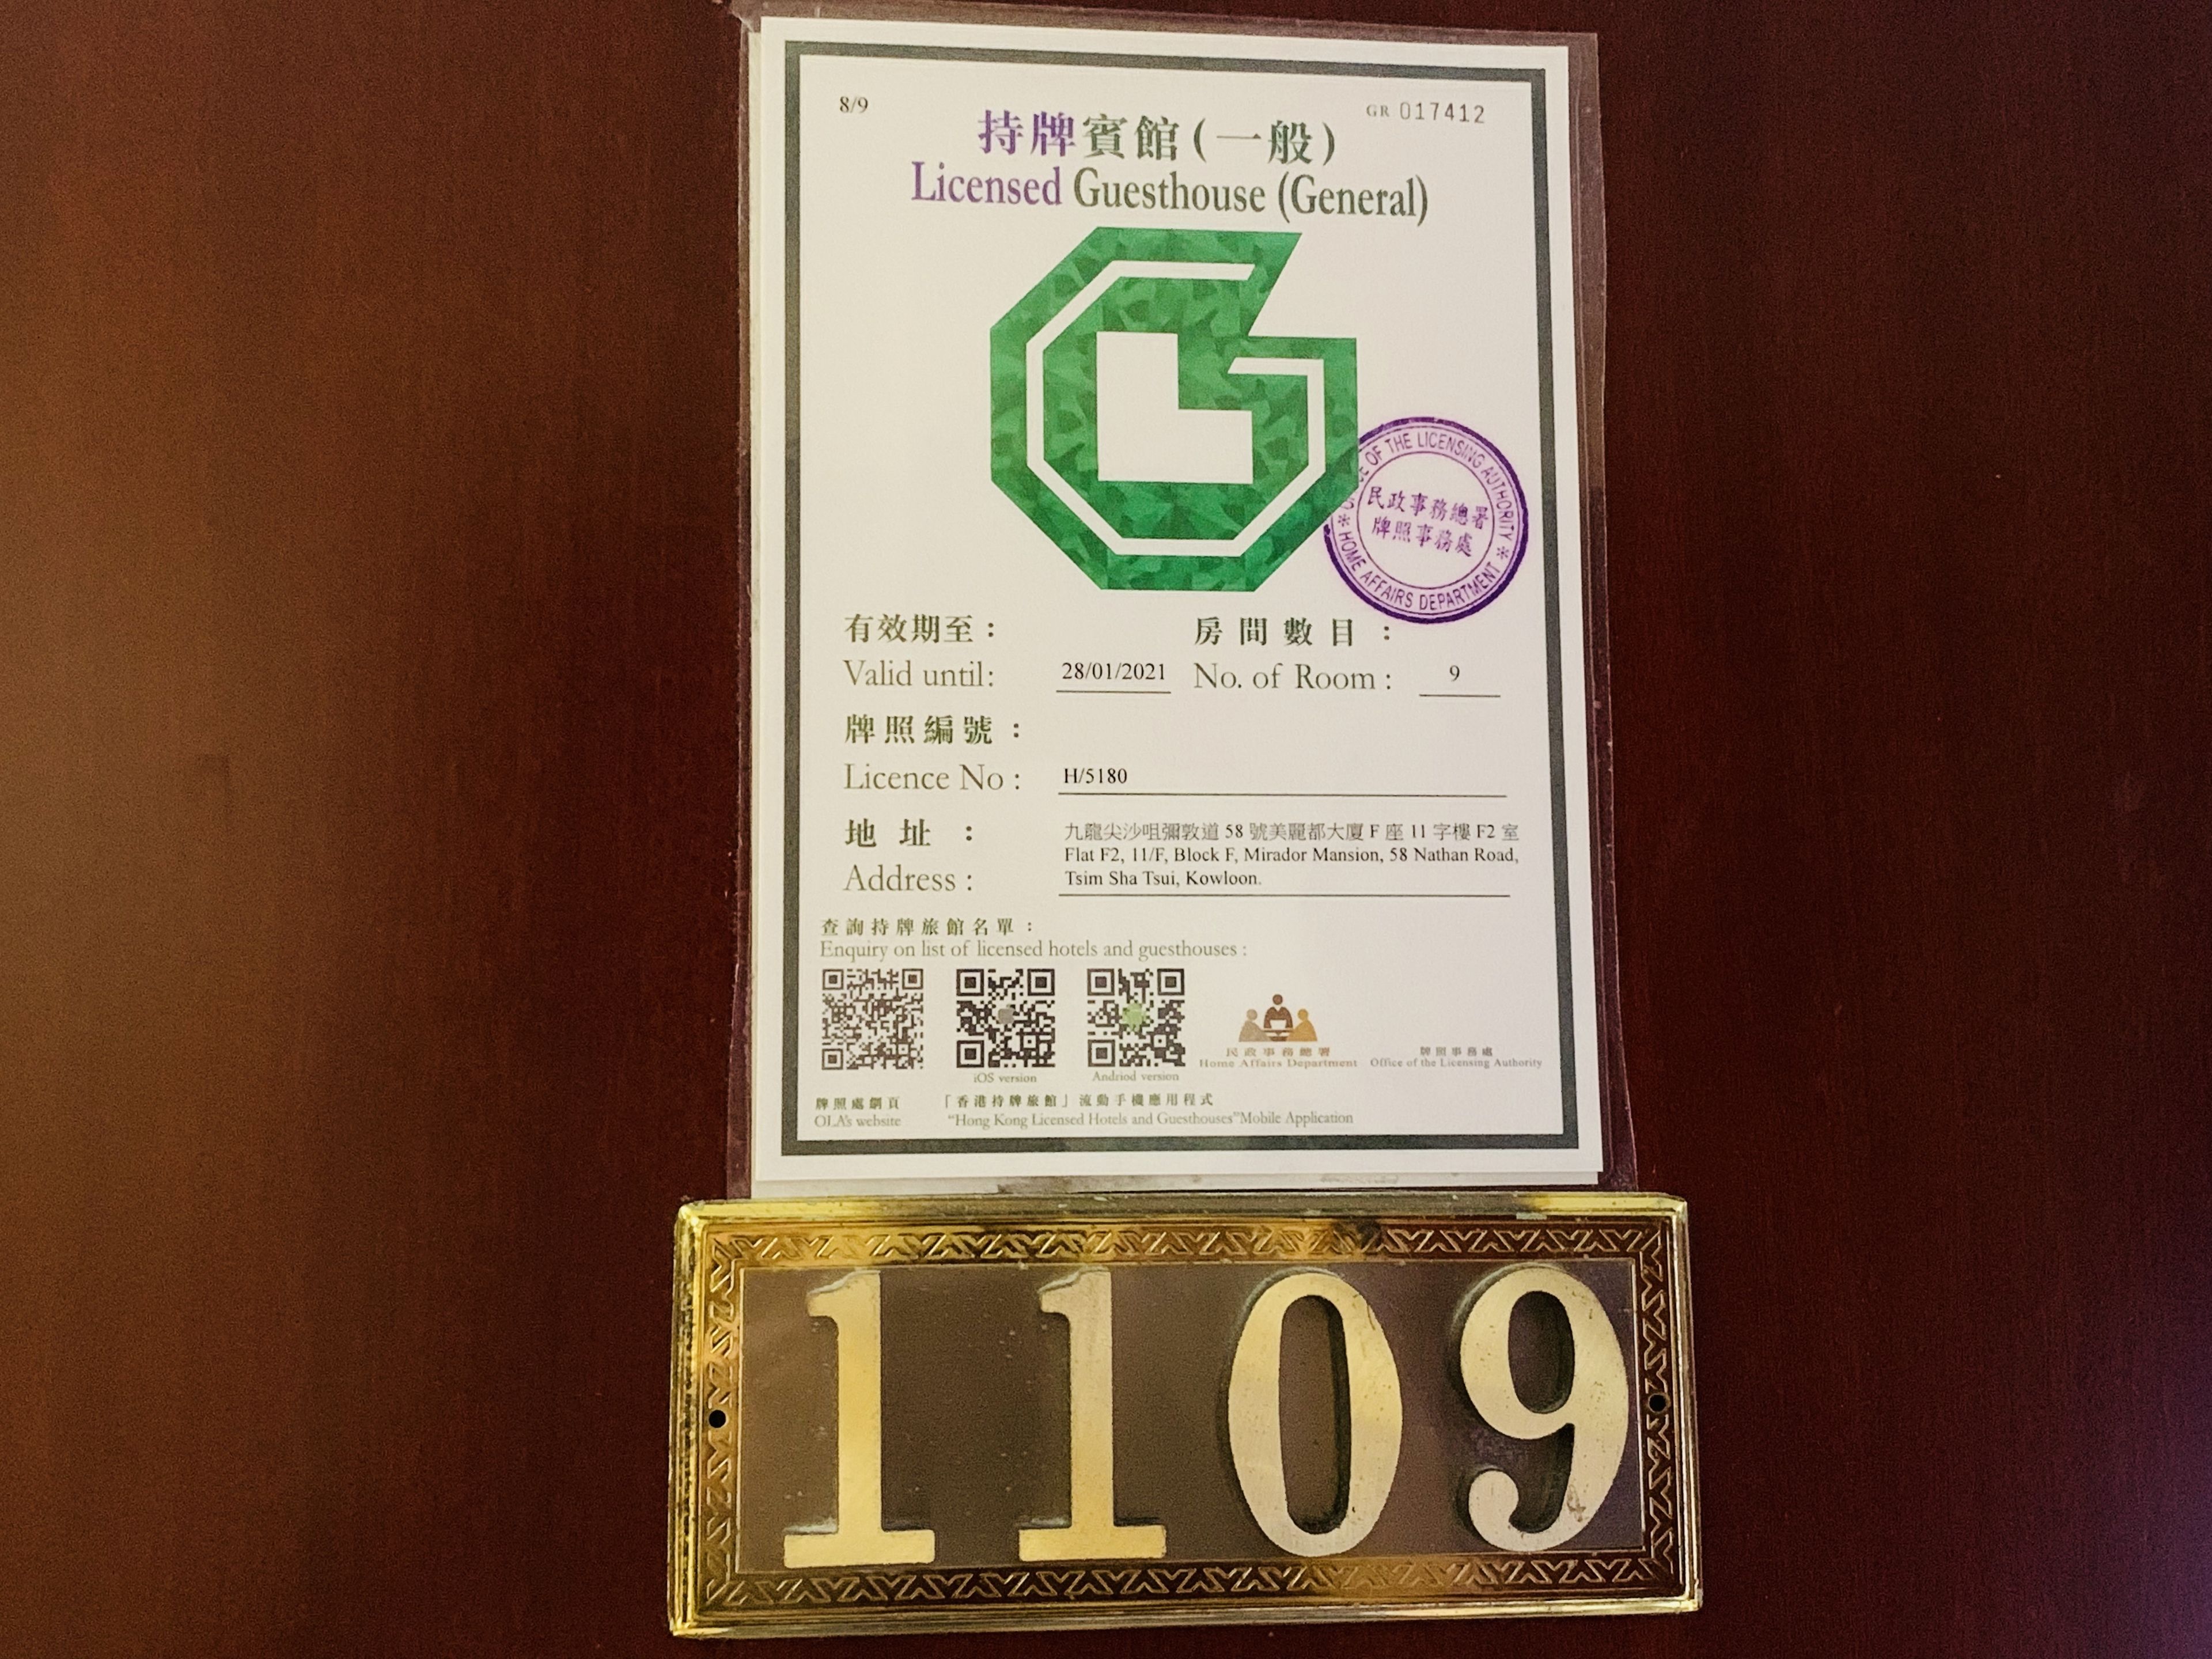 8/9
GR 017412
持牌賓館(一般)
Licensed Guesthouse (General)
OFFICE OF THE LICENSING AUTHORITY
民政事務總署
牌照事務處
* HOME AFFAIRS DEPARTMENT *
有效期至： 房間數目：
Valid until: 28/01/2021 No. of Room : 9
牌照編號：
Licence No : H/5180
地址： 九龍尖沙咀彌敦道 58 號美麗都大廈 F 座 11 字樓 F2 室
Flat F2, 11/F, Block F, Mirador Mansion, 58 Nathan Road,
Address : Tsim Sha Tsui, Kowloon.
查詢持牌旅館名單：
Enquiry on list of licensed hotels and guesthouses :
民政事務總署 牌照事務處
Home Affairs Department Office of the Licensing Authority
iOS version Andriod version
牌照處網頁 「香港持牌旅館」流動手機應用程式
OLA's website "Hong Kong Licensed Hotels and Guesthouses"Mobile Application
1109